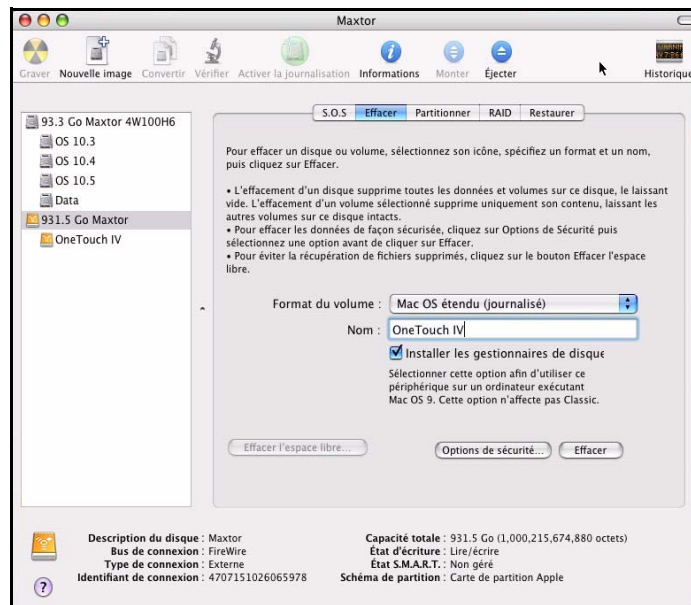 Maxtor
Graver Nouvelle image Convertir Vérifier Activer la journalisation Informations Monter Éjecter Historique
93.3 Go Maxtor 4W100H6
OS 10.3
OS 10.4
OS 10.5
Data
931.5 Go Maxtor
OneTouch IV
S.O.S Effacer Partitionner RAID Restaurer
Pour effacer un disque ou volume, sélectionnez son icône, spécifiez un format et un nom,
puis cliquez sur Effacer.
• L'effacement d'un disque supprime toutes les données et volumes sur ce disque, le laissant
vide. L'effacement d'un volume sélectionné supprime uniquement son contenu, laissant les
autres volumes sur ce disque intacts.
• Pour effacer les données de façon sécurisée, cliquez sur Options de Sécurité puis
sélectionnez une option avant de cliquer sur Effacer.
• Pour éviter la récupération de fichiers supprimés, cliquez sur le bouton Effacer l'espace
libre.
Format du volume : Mac OS étendu (journalisé)
Nom : OneTouch IV
Installer les gestionnaires de disque
Sélectionner cette option afin d'utiliser ce
périphérique sur un ordinateur exécutant
Mac OS 9. Cette option n'affecte pas Classic.
Effacer l'espace libre... Options de sécurité... Effacer
Description du disque : Maxtor
Bus de connexion : FireWire
Type de connexion : Externe
Identifiant de connexion : 4707151026065978
Capacité totale : 931.5 Go (1,000,215,674,880 octets)
État d'écriture : Lire/écrire
État S.M.A.R.T. : Non géré
Schéma de partition : Carte de partition Apple